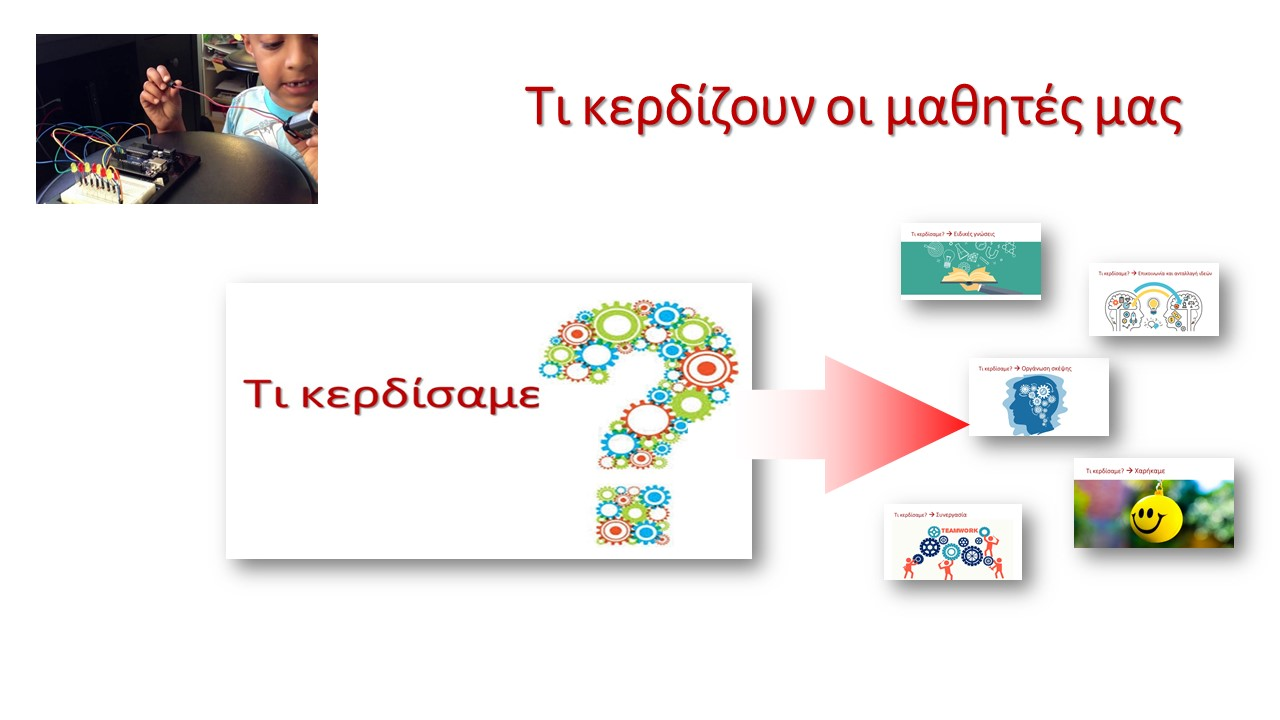 Τι κερδίζουν οι μαθητές μας
Τι κερδίσαμε
Τι κερδίσαμε? → Ειδικές γνώσεις
Τι κερδίσαμε? → Επικοινωνία και ανταλλαγή ιδεών
Τι κερδίσαμε? → Οργάνωση σκέψης
Τι κερδίσαμε? → Χαρήκαμε
Τι κερδίσαμε? → Συνεργασία
TEAMWORK